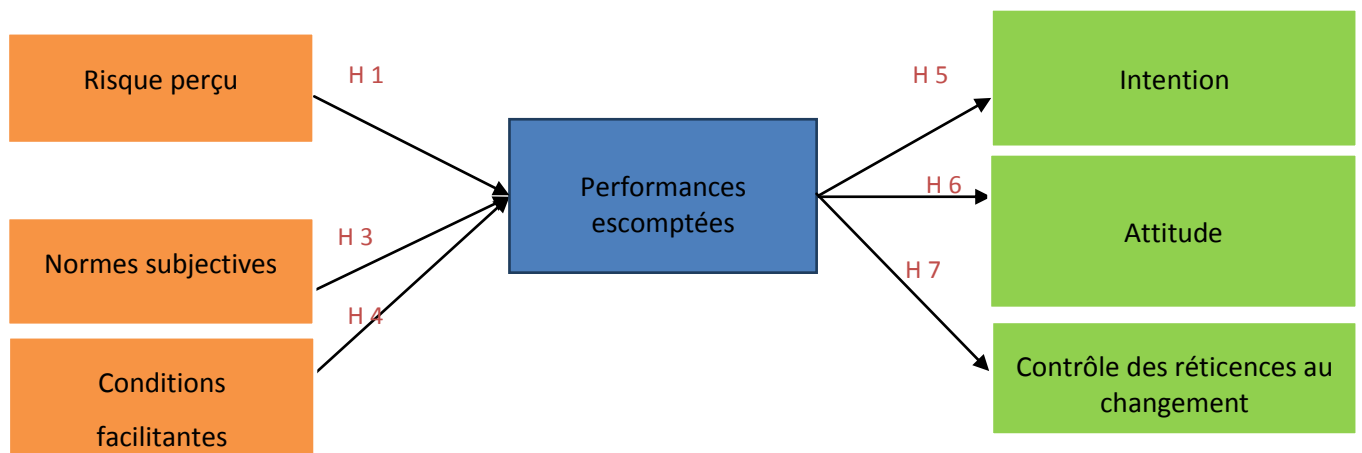 Risque perçu
H 1
Normes subjectives
H 3
H 4
Conditions
facilitantes
Performances
escomptées
H 5
Intention
H 6
Attitude
H 7
Contrôle des réticences au
changement